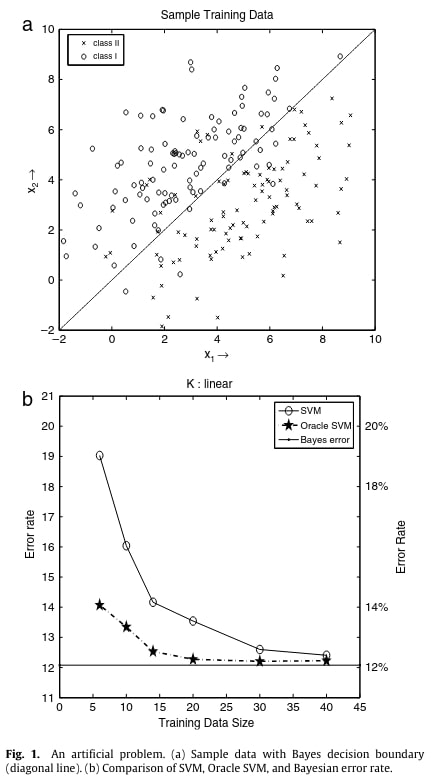 a
Sample Training Data
10
8
6
4
2
0
−2
x₂ →
× class II
○ class I
−2 0 2 4 6 8 10
x₁ →
b
K : linear
21
20
19
18
17
16
15
14
13
12
11
Error rate
SVM
Oracle SVM
Bayes error
20%
18%
14%
12%
Error Rate
0 5 10 15 20 25 30 35 40 45
Training Data Size
Fig. 1. An artificial problem. (a) Sample data with Bayes decision boundary
(diagonal line). (b) Comparison of SVM, Oracle SVM, and Bayesian error rate.